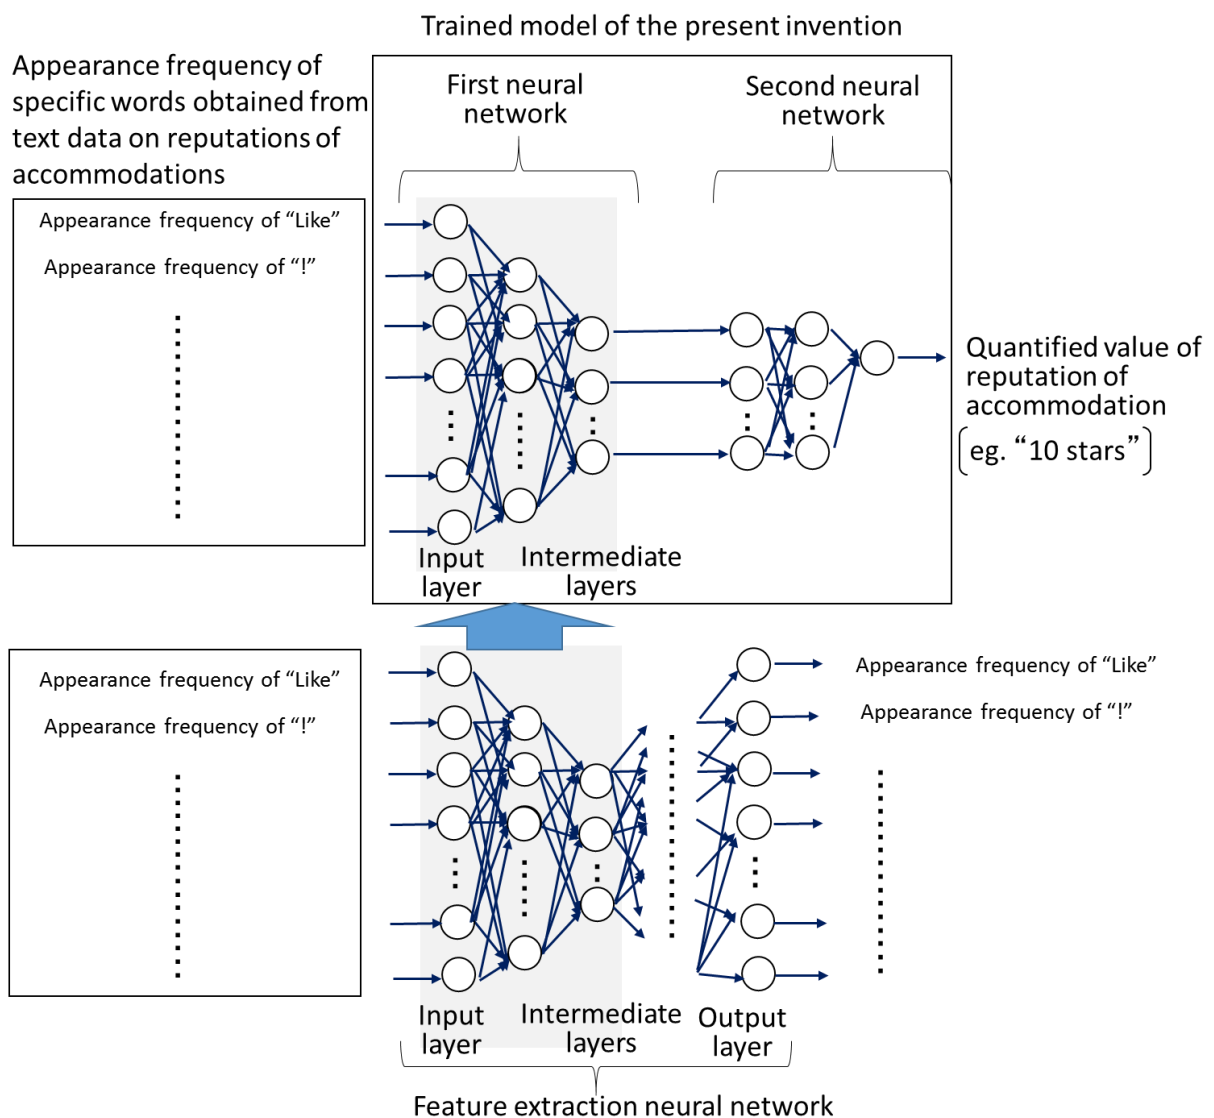 Trained model of the present invention
Appearance frequency of
specific words obtained from
text data on reputations of
accommodations
First neural
network
Second neural
network
Appearance frequency of “Like”
Appearance frequency of “!”
Quantified value of
reputation of
accommodation
eg. “10 stars”
Input
layer
Intermediate
layers
Appearance frequency of “Like”
Appearance frequency of “!”
Appearance frequency of “Like”
Appearance frequency of “!”
Input
layer
Intermediate
layers
Output
layer
Feature extraction neural network